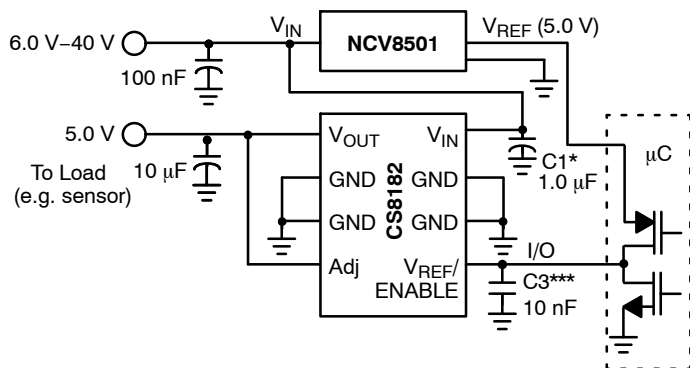 6.0 V–40 V
V_IN
NCV8501
V_REF (5.0 V)
100 nF
5.0 V
To Load
(e.g. sensor)
10 μF
V_OUT
V_IN
GND
GND
GND
GND
Adj
V_REF/
ENABLE
CS8182
C1*
1.0 μF
μC
I/O
C3***
10 nF